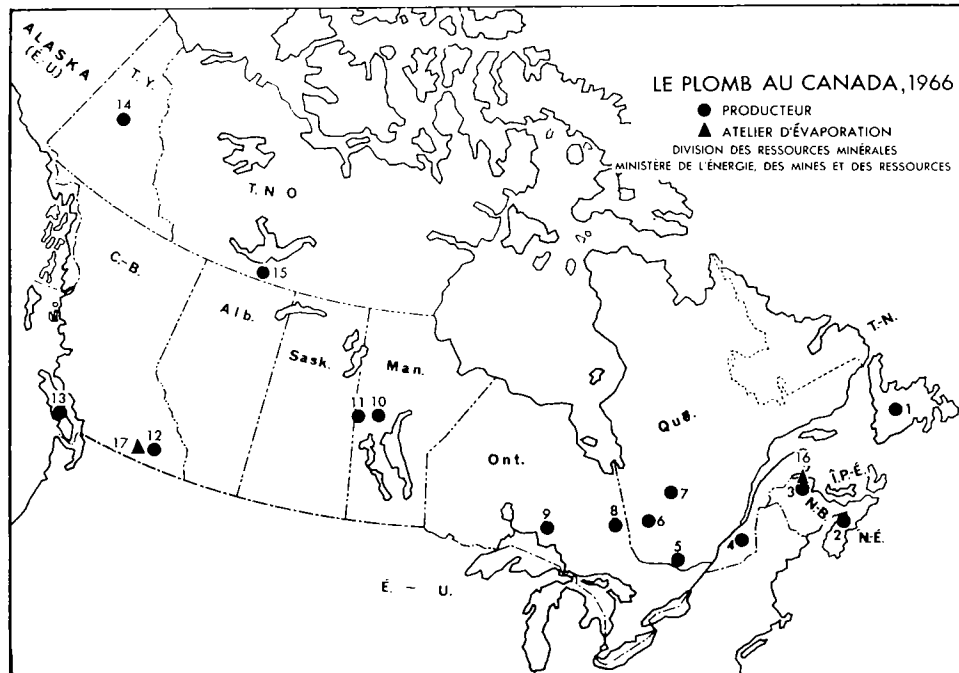 ALASKA
(É.-U.)
T.Y.
14
LE PLOMB AU CANADA, 1966
PRODUCTEUR
ATELIER D'ÉVAPORATION
DIVISION DES RESSOURCES MINÉRALES
MINISTÈRE DE L'ÉNERGIE, DES MINES ET DES RESSOURCES
T.N O
C.-B.
15
Alb.
T.-N.
Sask.
Man.
13
11 10
1
Qué.
17 12
Ont.
16
Î.P.-É.
3
7
N.-B.
9
8
6
2
N.-É.
4
5
É. – U.